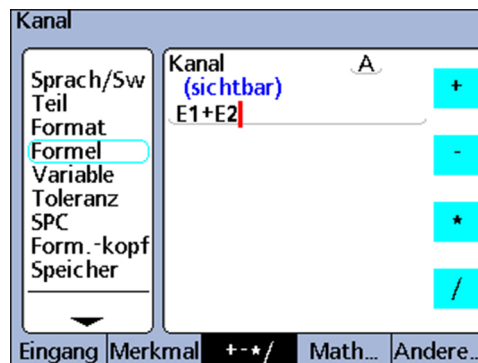 Kanal
Sprach/Sw
Teil
Format
Formel
Variable
Toleranz
SPC
Form.-kopf
Speicher
Kanal A
(sichtbar)
E1+E2
+
-
*
/
Eingang Merkmal +-*/ Math... Andere...